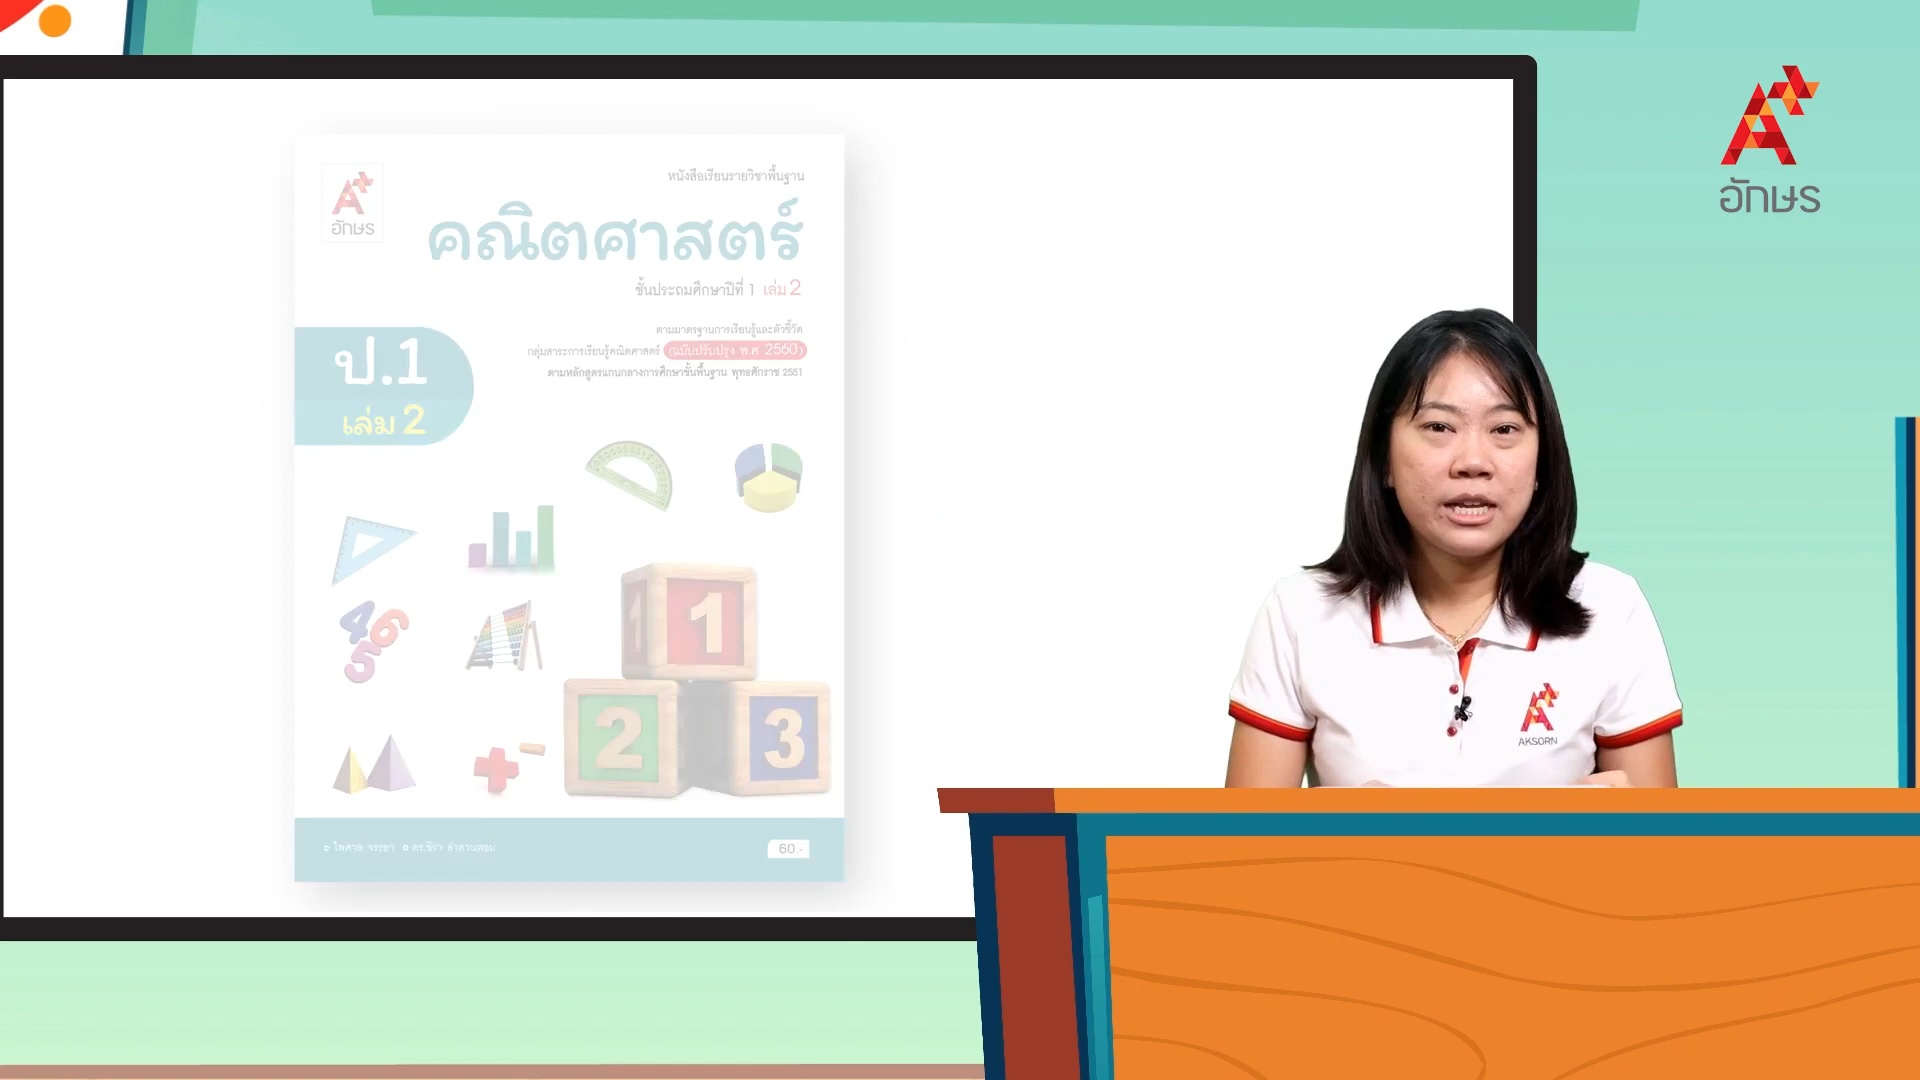 อักษร
หนังสือเรียนรายวิชาพื้นฐาน
คณิตศาสตร์
ชั้นประถมศึกษาปีที่ 1 เล่ม 2
ตามมาตรฐานการเรียนรู้และตัวชี้วัด
กลุ่มสาระการเรียนรู้คณิตศาสตร์ (ฉบับปรับปรุง พ.ศ. 2560)
ตามหลักสูตรแกนกลางการศึกษาขั้นพื้นฐาน พุทธศักราช 2551
ป.1
เล่ม 2
4 6 5
1
1
2
3
60.-
อักษร
AKSORN